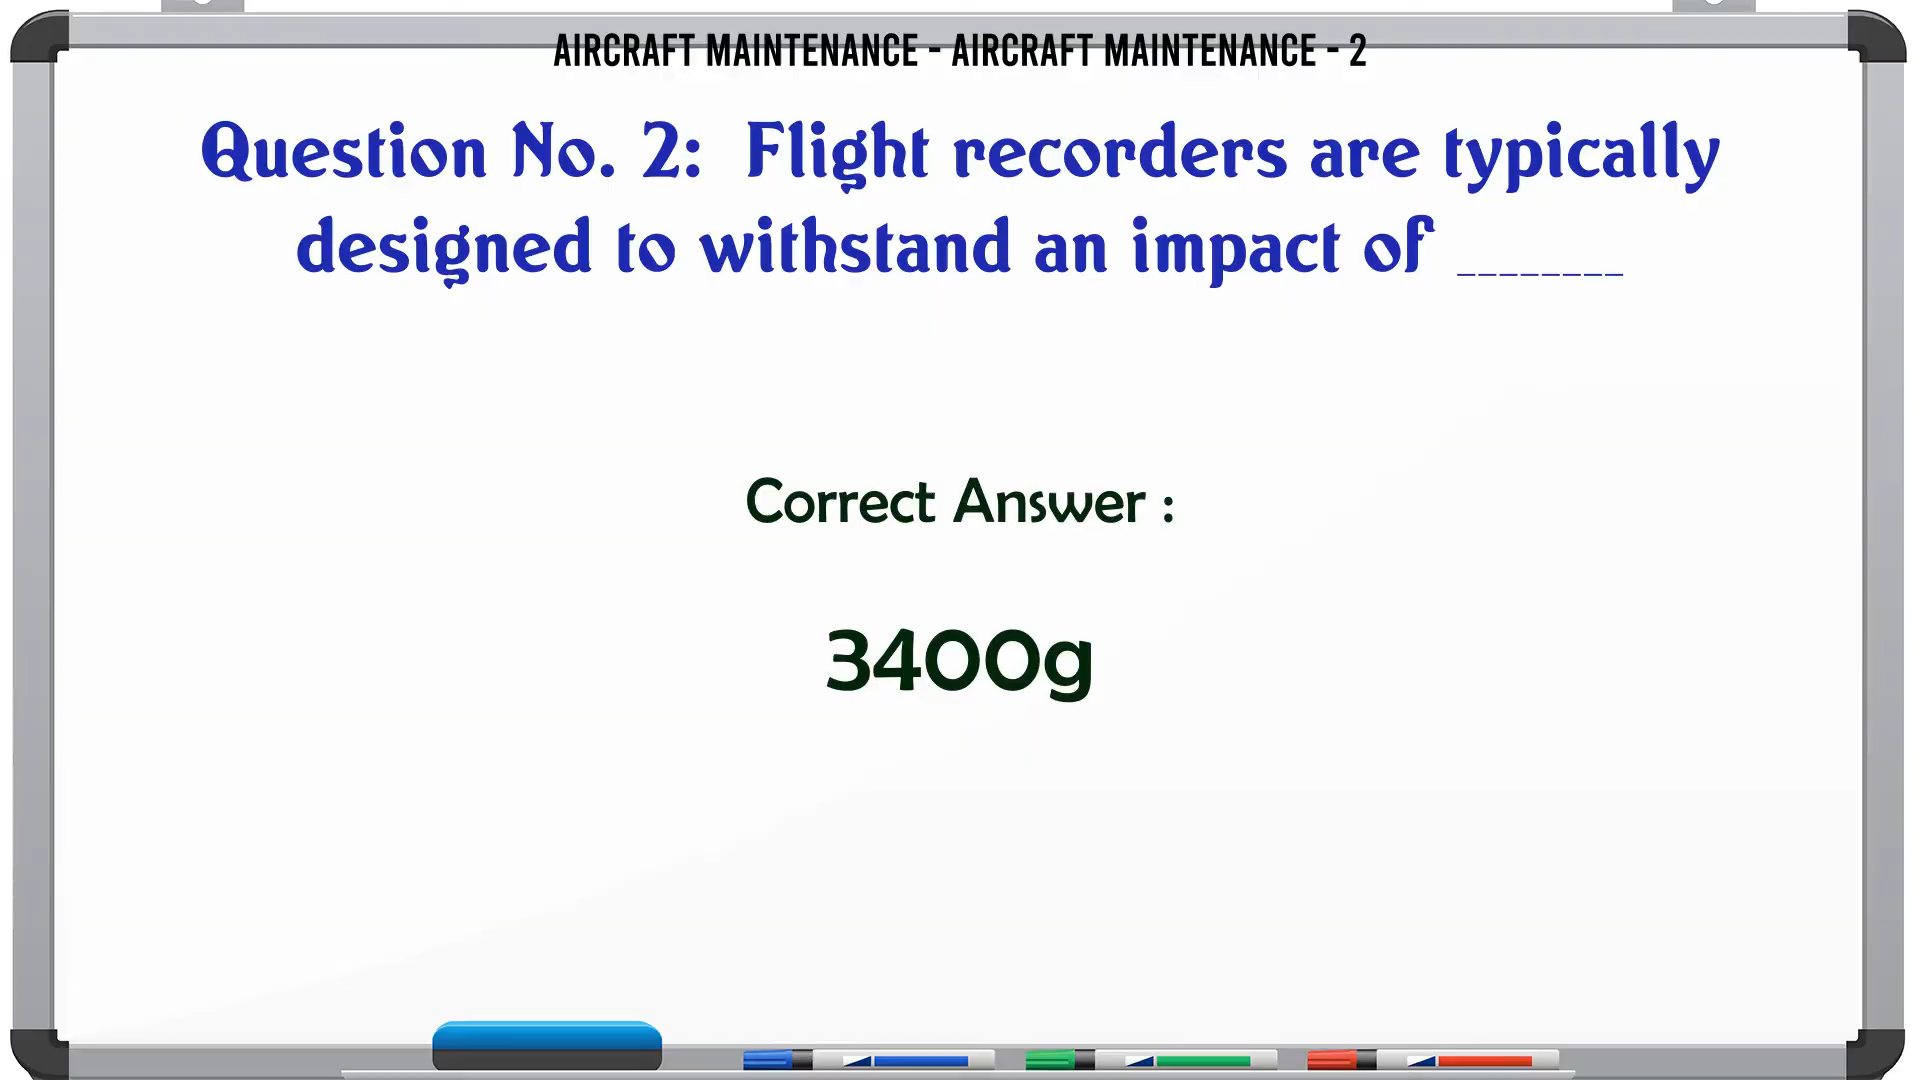 AIRCRAFT MAINTENANCE - AIRCRAFT MAINTENANCE - 2
Question No. 2: Flight recorders are typically
designed to withstand an impact of ________
Correct Answer :
3400g